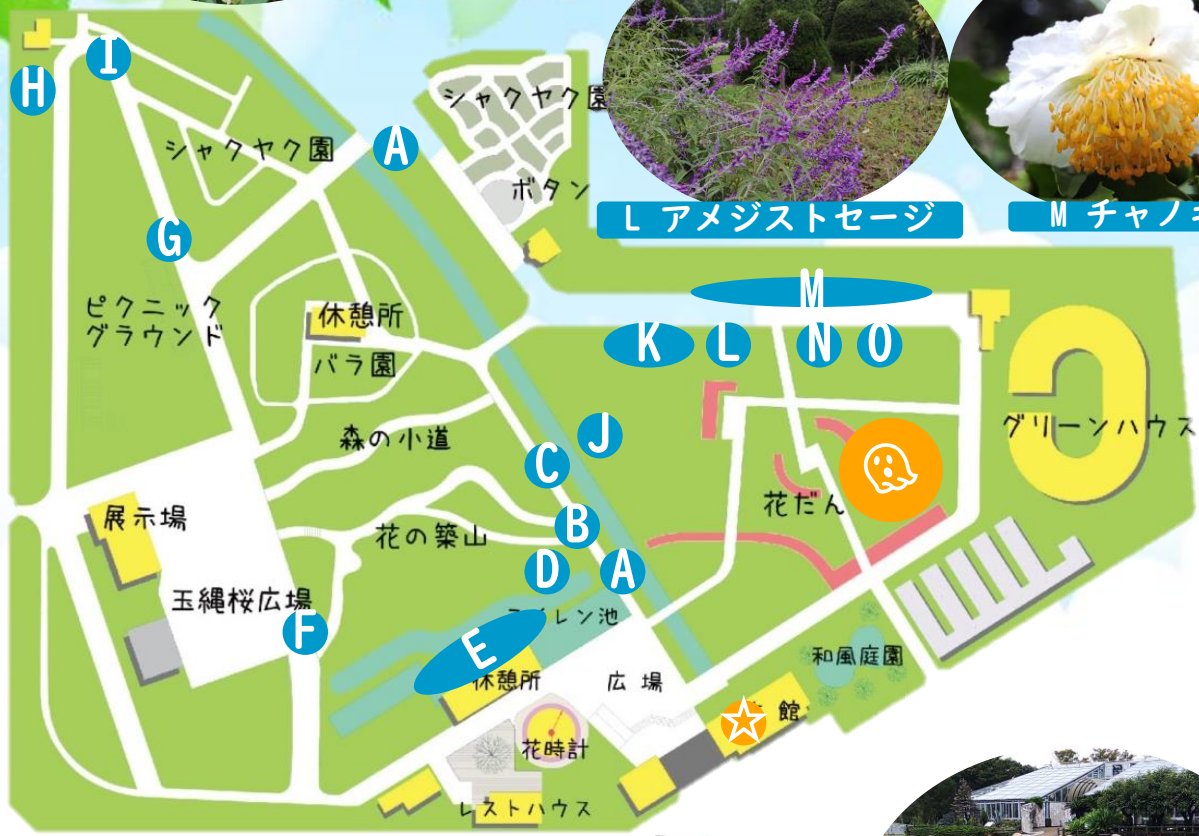 I
H
シャクヤク園
A
シャクヤク園
ボタン
L アメジストセージ
M チャノ
G
ピクニック
グラウンド
休憩所
バラ園
森の小道
M
K
L
N
O
J
C
B
D
A
花の築山
花だん
グリーンハウス
展示場
玉縄桜広場
F
E
レン池
休憩所
広場
和風庭園
館
花時計
レストハウス